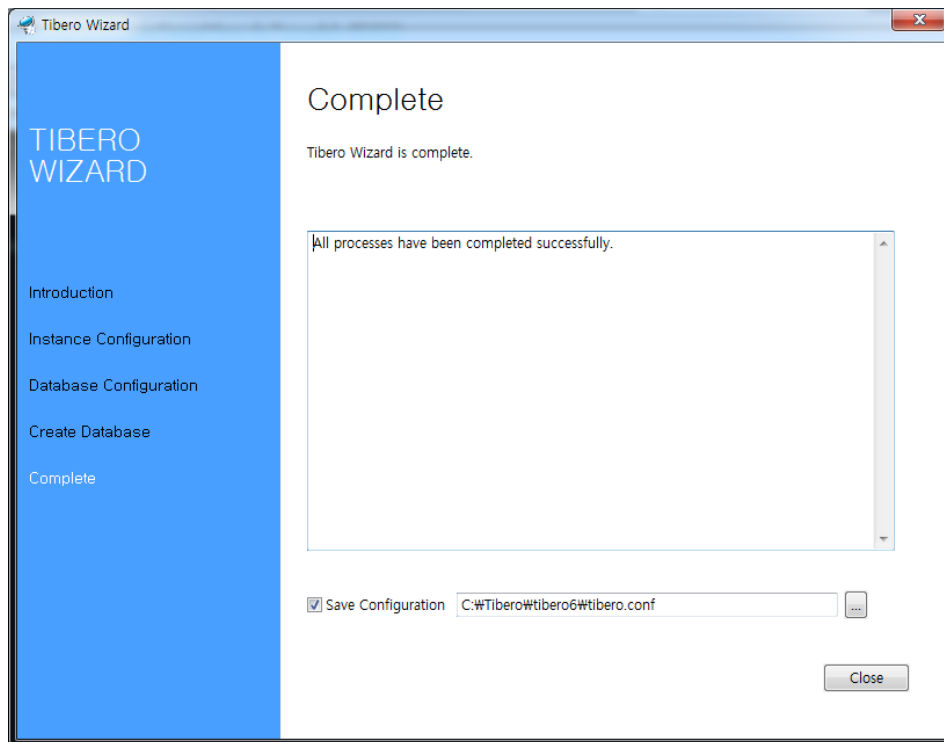 Tibero Wizard
TIBERO
WIZARD
Introduction
Instance Configuration
Database Configuration
Create Database
Complete
Complete
Tibero Wizard is complete.
All processes have been completed successfully.
Save Configuration C:₩Tibero₩tibero6₩tibero.conf ...
Close